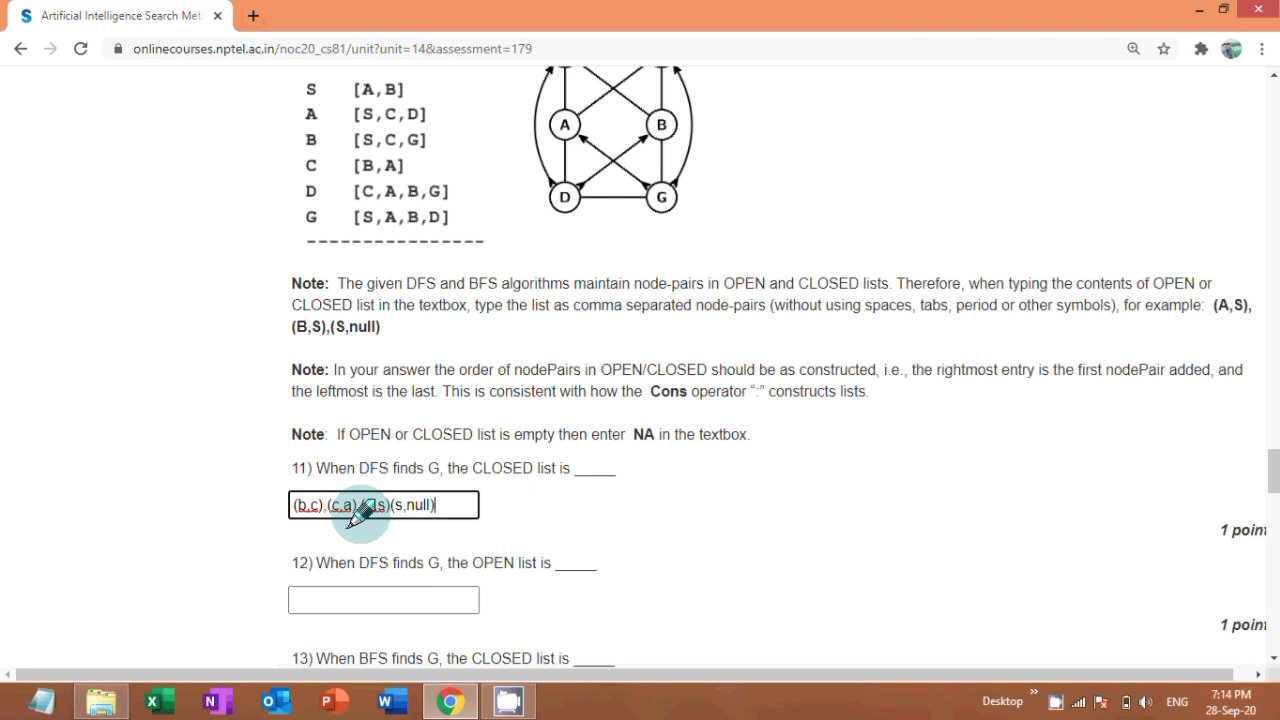 Artificial Intelligence Search Met
onlinecourses.nptel.ac.in/noc20_cs81/unit?unit=14&assessment=179
S [A,B]
A [S,C,D]
B [S,C,G]
C [B,A]
D [C,A,B,G]
G [S,A,B,D]
----------------
A B
D G
Note: The given DFS and BFS algorithms maintain node-pairs in OPEN and CLOSED lists. Therefore, when typing the contents of OPEN or
CLOSED list in the textbox, type the list as comma separated node-pairs (without using spaces, tabs, period or other symbols), for example: (A,S),
(B,S),(S,null)
Note: In your answer the order of nodePairs in OPEN/CLOSED should be as constructed, i.e., the rightmost entry is the first nodePair added, and
the leftmost is the last. This is consistent with how the Cons operator “:” constructs lists.
Note: If OPEN or CLOSED list is empty then enter NA in the textbox.
11) When DFS finds G, the CLOSED list is _____
(b,c),(c,a) s)(s,null)
1 poin
12) When DFS finds G, the OPEN list is _____
1 poin
13) When BFS finds G, the CLOSED list is _____
Desktop
ENG
7:14 PM
28-Sep-20